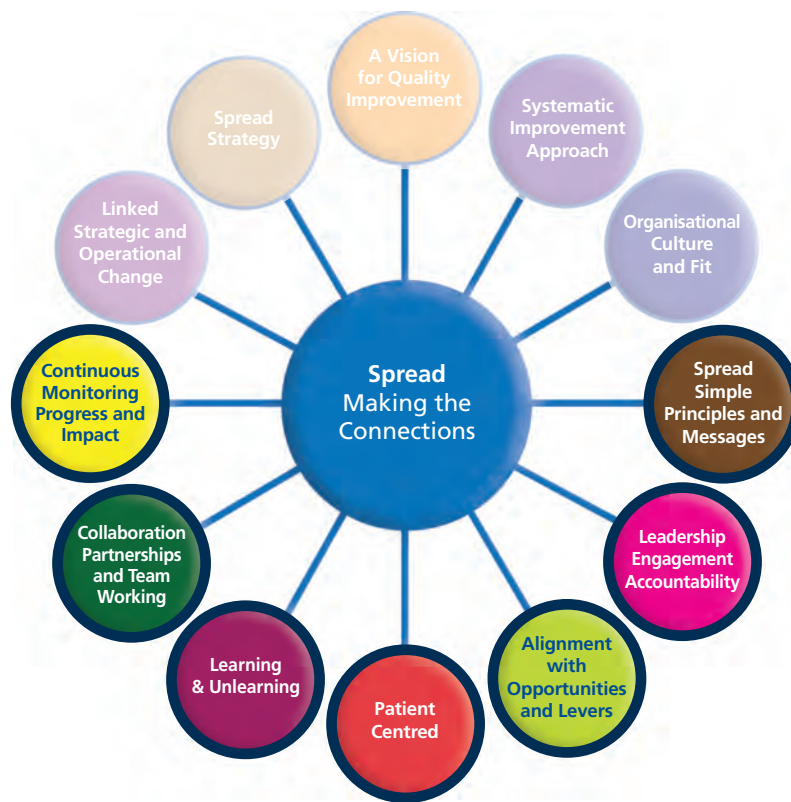 A Vision
for Quality
Improvement
Systematic
Improvement
Approach
Organisational
Culture
and Fit
Spread
Simple
Principles and
Messages
Leadership
Engagement
Accountability
Alignment
with
Opportunities
and Levers
Patient
Centred
Learning
& Unlearning
Collaboration
Partnerships
and Team
Working
Continuous
Monitoring
Progress and
Impact
Linked
Strategic and
Operational
Change
Spread
Strategy
Spread
Making the
Connections